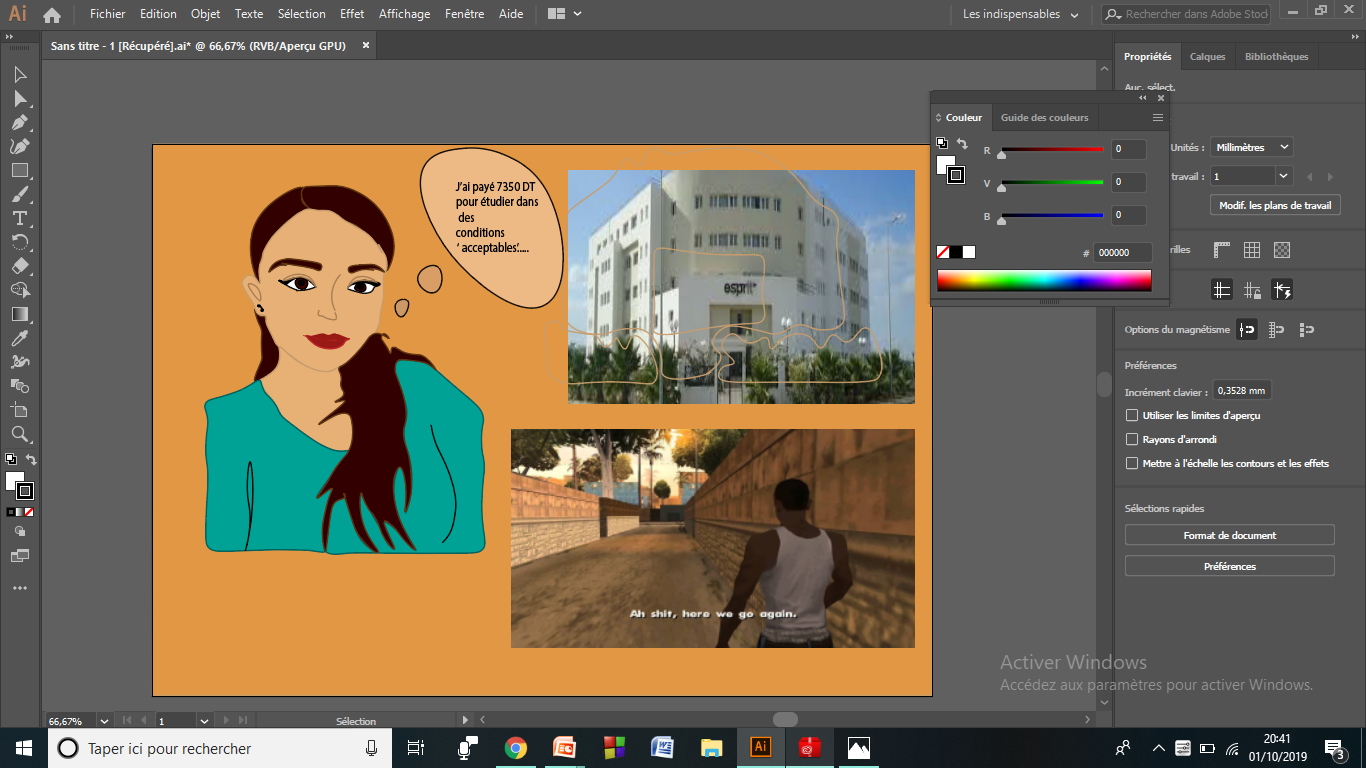 Ai Fichier Edition Objet Texte Sélection Effet Affichage Fenêtre Aide Les indispensables Rechercher dans Adobe Stock
Sans titre - 1 [Récupéré].ai* @ 66,67% (RVB/Aperçu GPU) ×
Propriétés Calques Bibliothèques
Auc. sélect.
Couleur Guide des couleurs
R 0
V 0
B 0
# 000000
Unités : Millimètres
travail : 1
Modif. les plans de travail
rilles
Options du magnétisme
Préférences
Incrément clavier : 0,3528 mm
Utiliser les limites d'aperçu
Rayons d'arrondi
Mettre à l'échelle les contours et les effets
Sélections rapides
Format de document
Préférences
J'ai payé 7350 DT
pour étudier dans
des
conditions
‘ acceptables’.....
esprit
Ah shit, here we go again.
Activer Windows
Accédez aux paramètres pour activer Windows.
66,67% 1 Sélection
Taper ici pour rechercher
Ai
20:41
01/10/2019
3